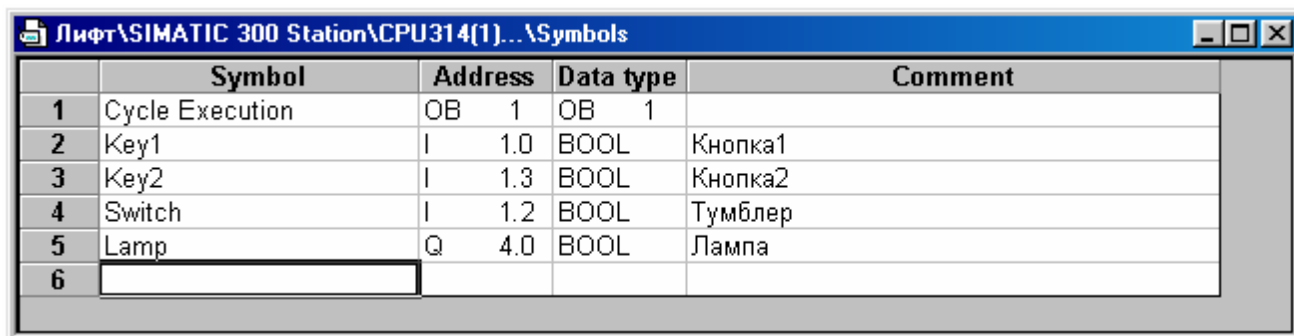 Лифт\SIMATIC 300 Station\CPU314(1)...\Symbols
Symbol Address Data type Comment
1 Cycle Execution OB 1 OB 1
2 Key1 I 1.0 BOOL Кнопка1
3 Key2 I 1.3 BOOL Кнопка2
4 Switch I 1.2 BOOL Тумблер
5 Lamp Q 4.0 BOOL Лампа
6